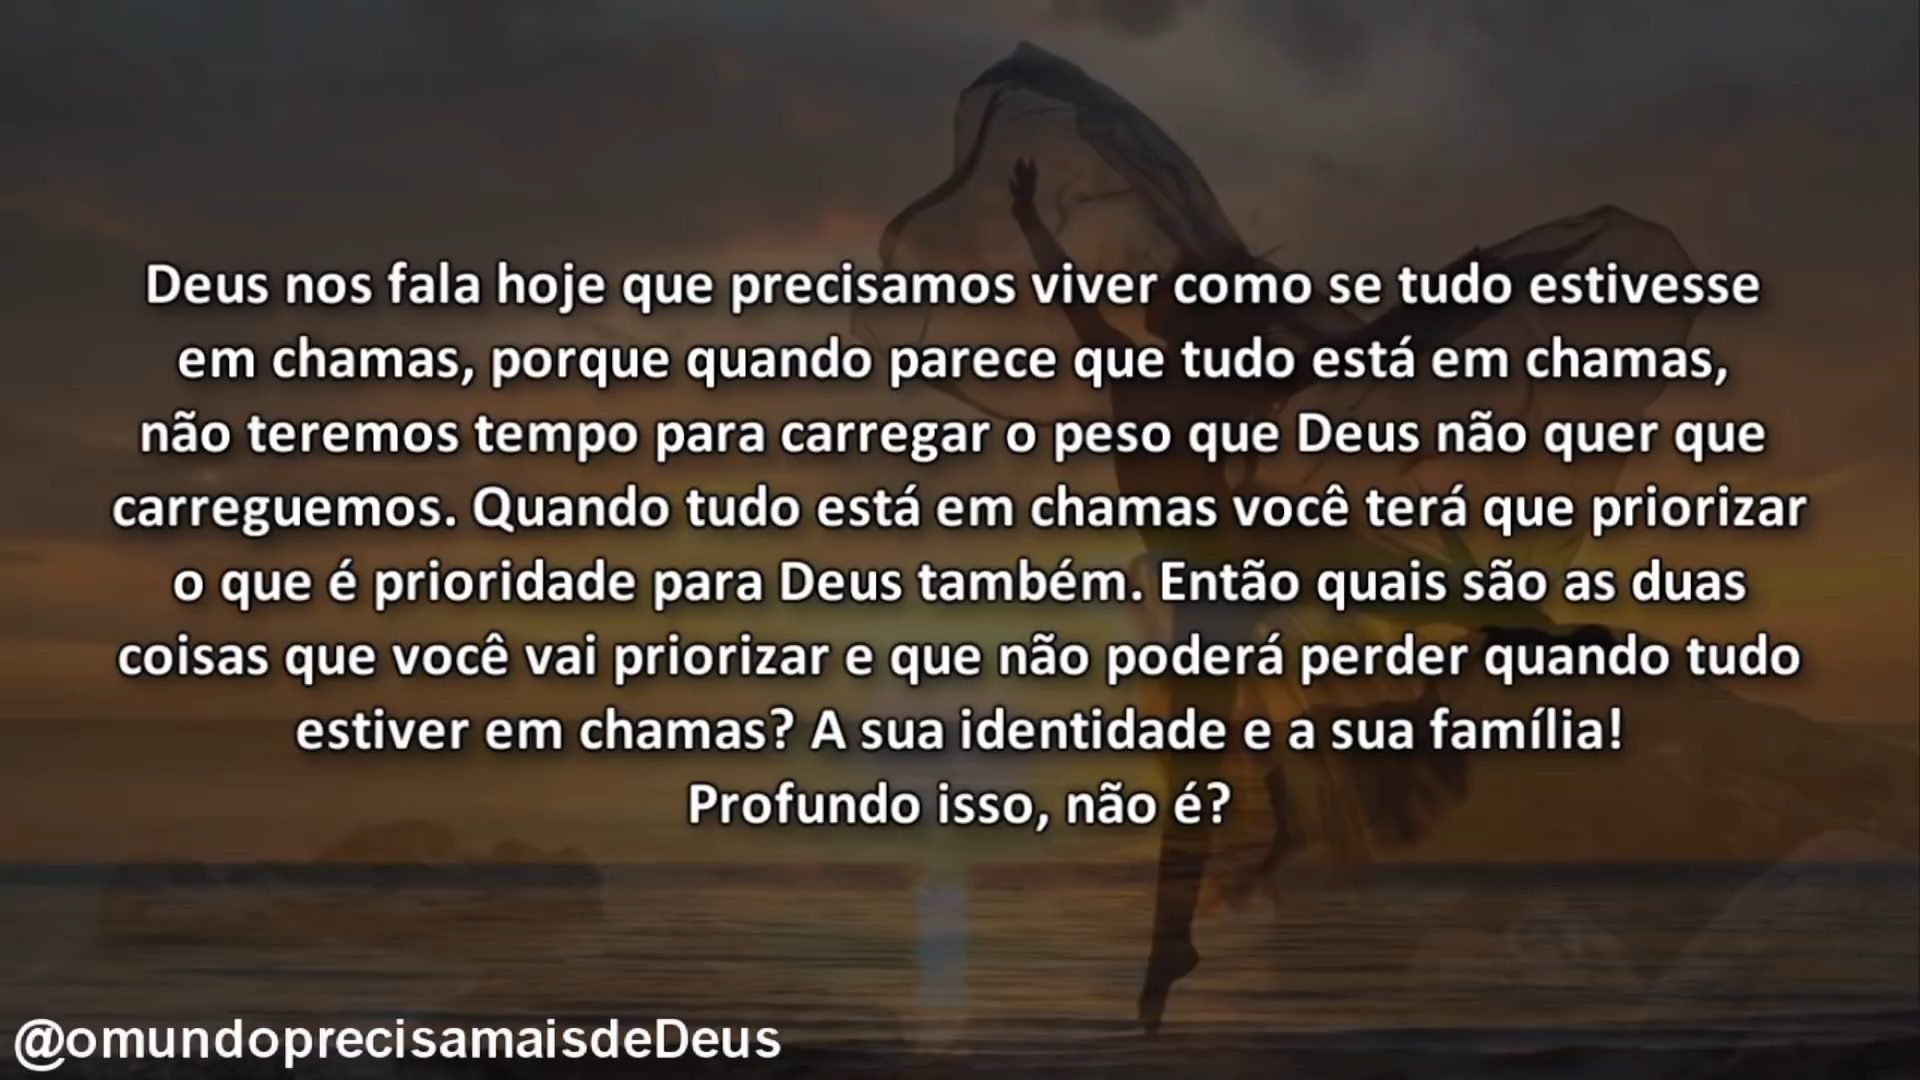 Deus nos fala hoje que precisamos viver como se tudo estivesse
em chamas, porque quando parece que tudo está em chamas,
não teremos tempo para carregar o peso que Deus não quer que
carreguemos. Quando tudo está em chamas você terá que priorizar
o que é prioridade para Deus também. Então quais são as duas
coisas que você vai priorizar e que não poderá perder quando tudo
estiver em chamas? A sua identidade e a sua família!
Profundo isso, não é?
@omundoprecisamaisdeDeus